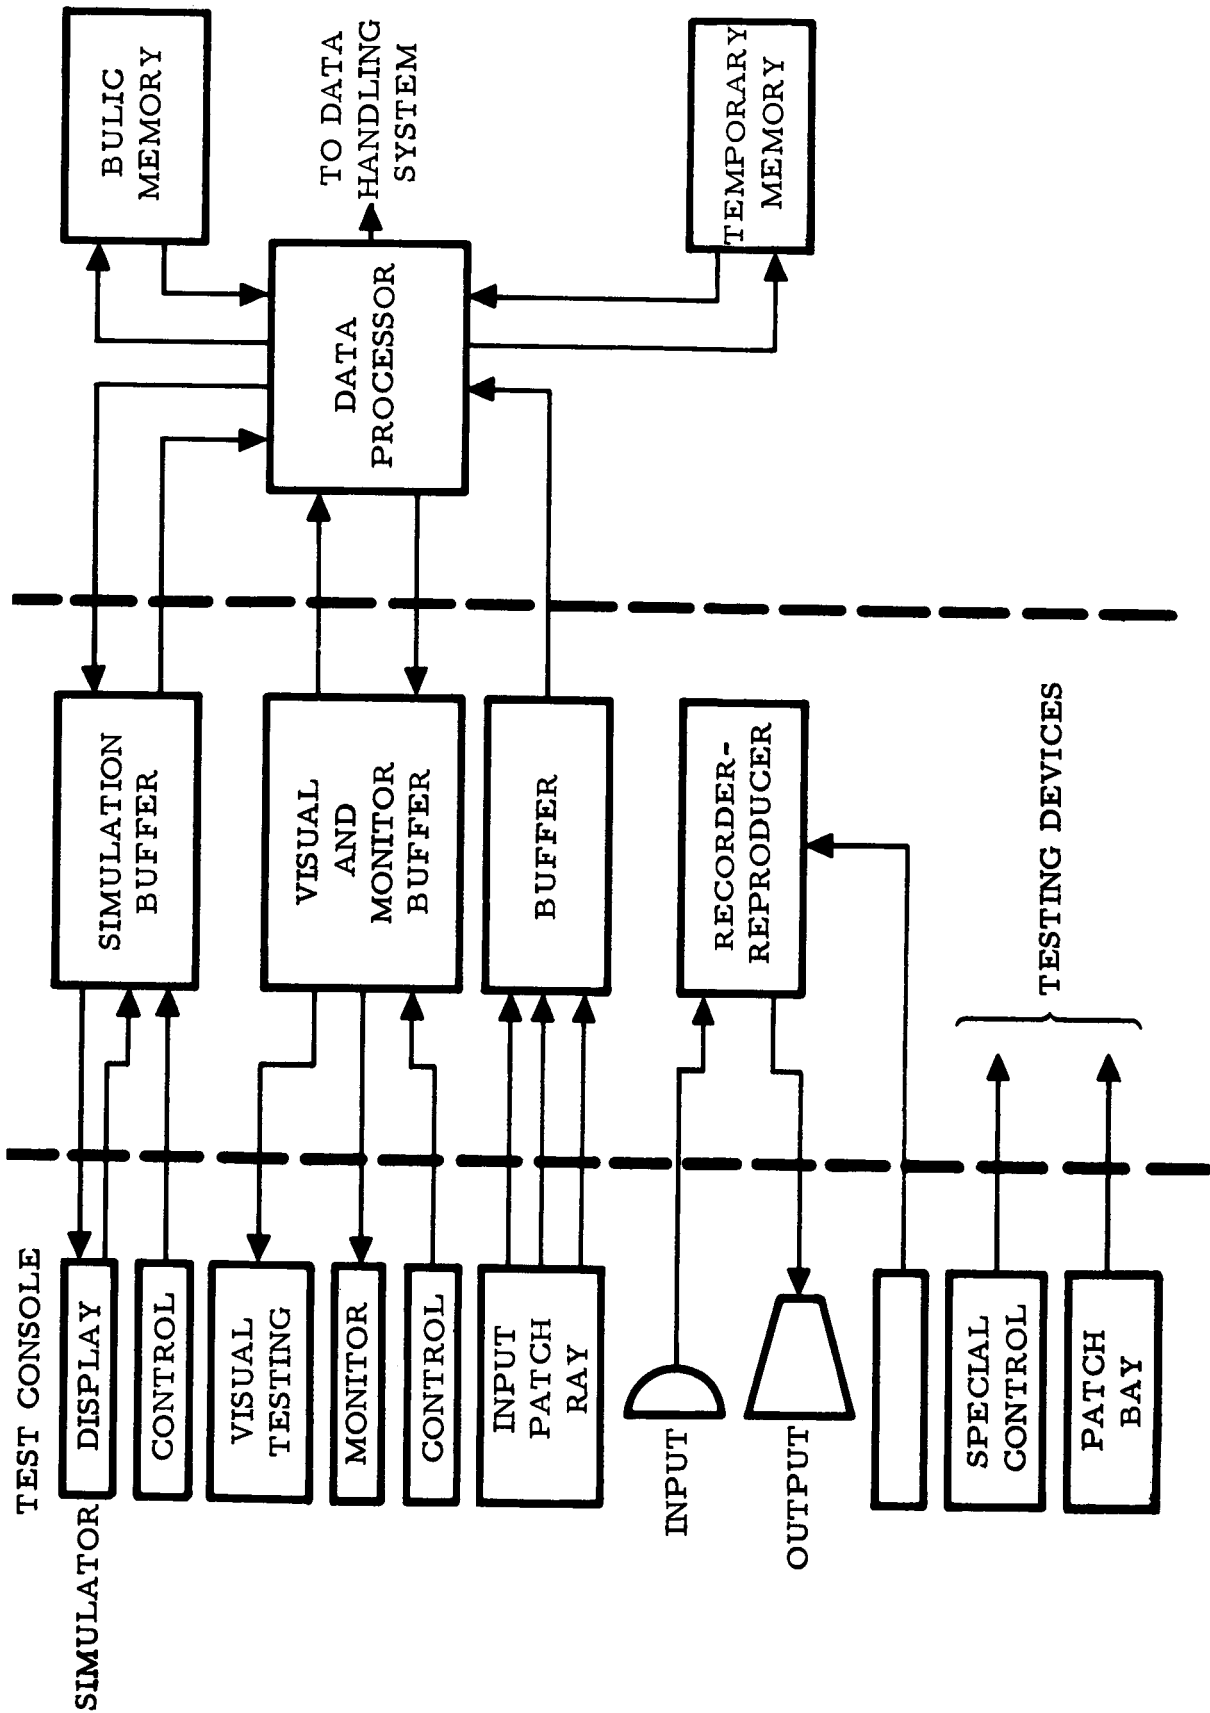 TEST CONSOLE
SIMULATOR
DISPLAY
CONTROL
VISUAL
TESTING
MONITOR
CONTROL
INPUT
PATCH
RAY
INPUT
OUTPUT
SPECIAL
CONTROL
PATCH
BAY
SIMULATION
BUFFER
VISUAL
AND
MONITOR
BUFFER
BUFFER
RECORDER-
REPRODUCER
TESTING DEVICES
BULIC
MEMORY
DATA
PROCESSOR
TO DATA
HANDLING
SYSTEM
TEMPORARY
MEMORY